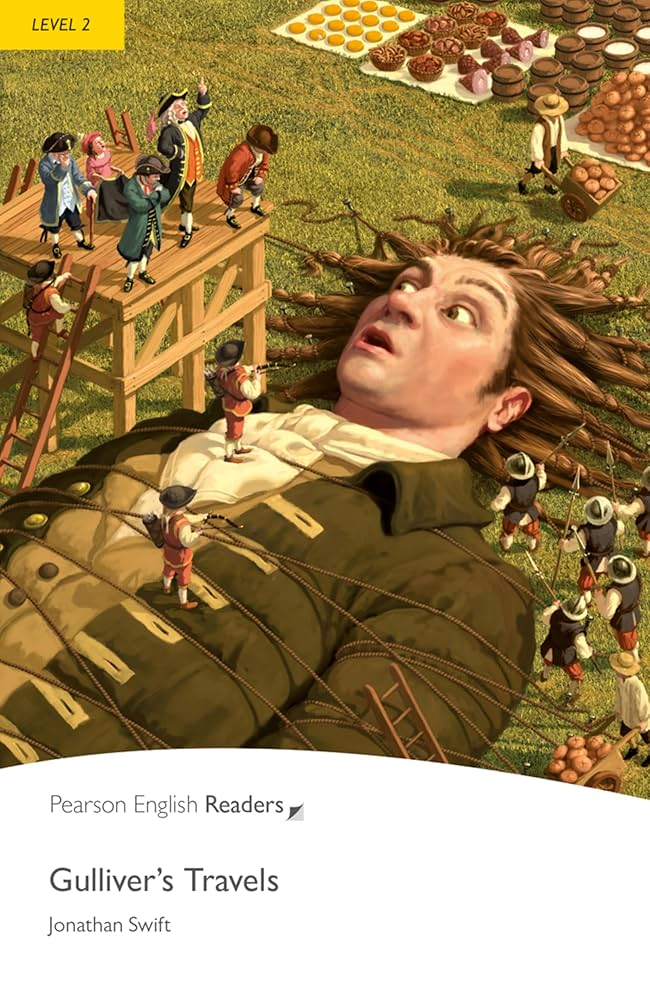 LEVEL 2
Pearson English Readers
Gulliver's Travels
Jonathan Swift